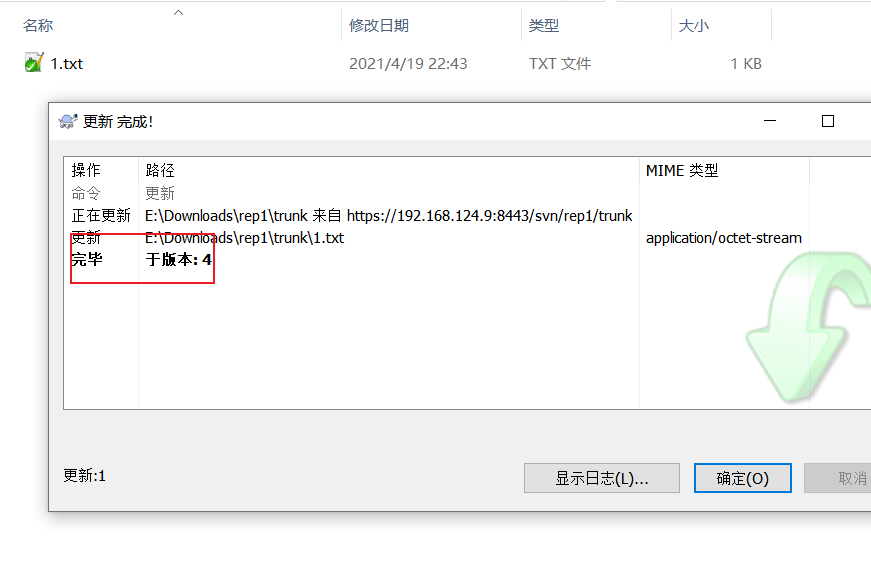 名称 修改日期 类型 大小
1.txt 2021/4/19 22:43 TXT 文件 1 KB
更新 完成!
操作 路径 MIME 类型
命令 更新
正在更新 E:\Downloads\rep1\trunk 来自 https://192.168.124.9:8443/svn/rep1/trunk
更新 E:\Downloads\rep1\trunk\1.txt application/octet-stream
完毕 于版本: 4
更新:1
显示日志(L)... 确定(O) 取消